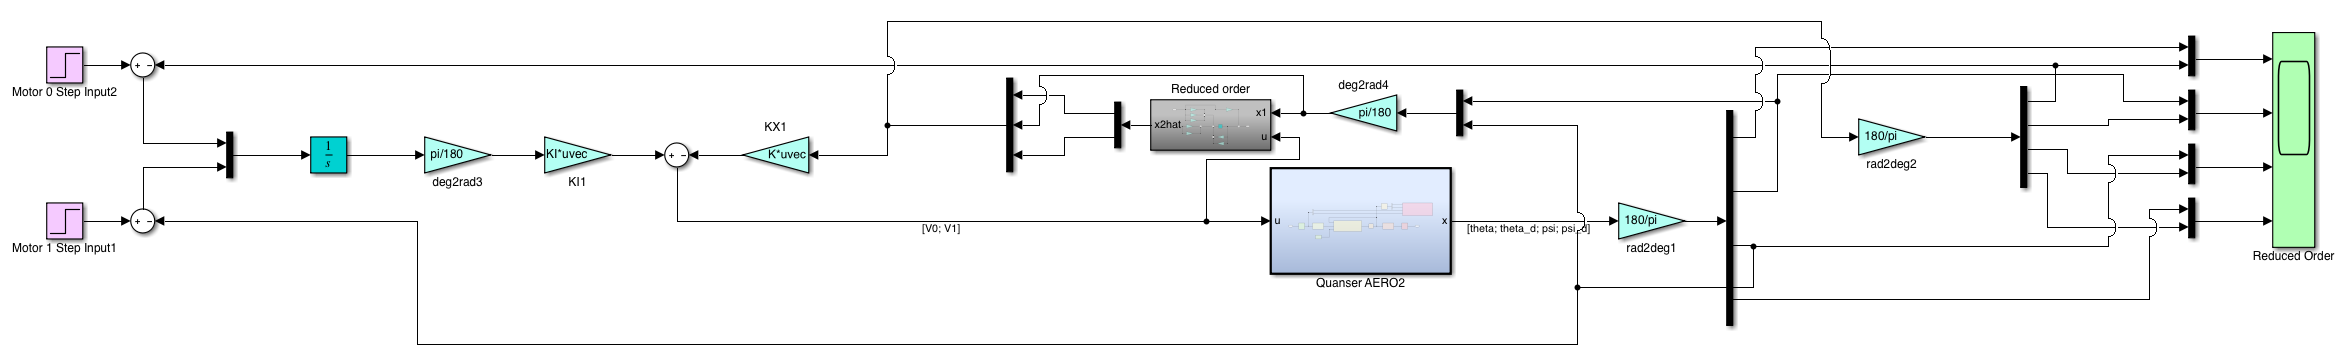 Motor 0 Step Input2
+ −
1
s
pi/180
deg2rad3
KI*uvec
KI1
+ −
KX1
K*uvec
Reduced order
x2hat
x1
u
deg2rad4
pi/180
Motor 1 Step Input1
+ −
[V0; V1]
u
x
Quanser AERO2
[theta; theta_d; psi; psi_d]
180/pi
rad2deg1
180/pi
rad2deg2
Reduced Order